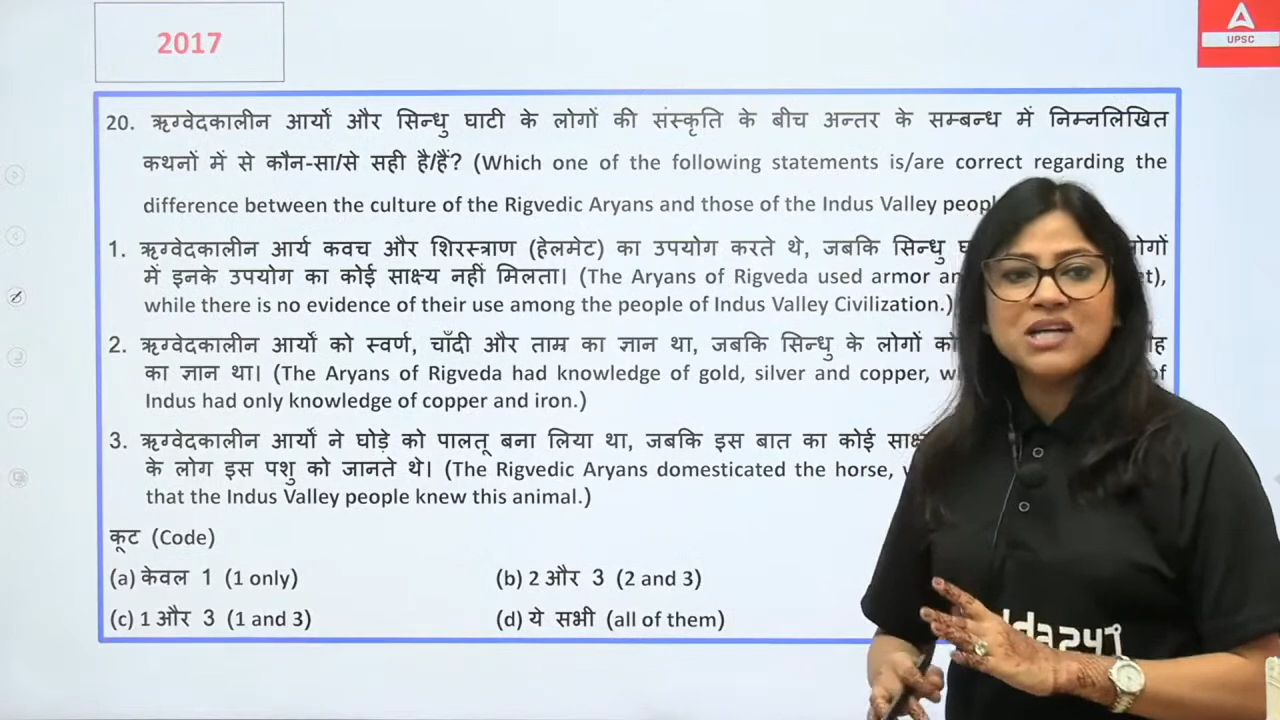 2017
UPSC
20. ऋग्वेदकालीन आर्यों और सिन्धु घाटी के लोगों की संस्कृति के बीच अन्तर के सम्बन्ध में निम्नलिखित
कथनों में से कौन-सा/से सही है/हैं? (Which one of the following statements is/are correct regarding the
difference between the culture of the Rigvedic Aryans and those of the Indus Valley
1. ऋग्वेदकालीन आर्य कवच और शिरस्त्राण (हेलमेट) का उपयोग करते थे, जबकि सिन्धु लोगों
में इनके उपयोग का कोई साक्ष्य नहीं मिलता। (The Aryans of Rigveda used armor
while there is no evidence of their use among the people of Indus Valley Civilization.)
2. ऋग्वेदकालीन आर्यों को स्वर्ण, चाँदी और ताम्र का ज्ञान था, जबकि सिन्धु के लोगों
का ज्ञान था। (The Aryans of Rigveda had knowledge of gold, silver and copper, of
Indus had only knowledge of copper and iron.)
3. ऋग्वेदकालीन आर्यों ने घोड़े को पालतू बना लिया था, जबकि इस बात का कोई
के लोग इस पशु को जानते थे। (The Rigvedic Aryans domesticated the horse,
that the Indus Valley people knew this animal.)
कूट (Code)
(a) केवल 1 (1 only) (b) 2 और 3 (2 and 3)
(c) 1 और 3 (1 and 3) (d) ये सभी (all of them)